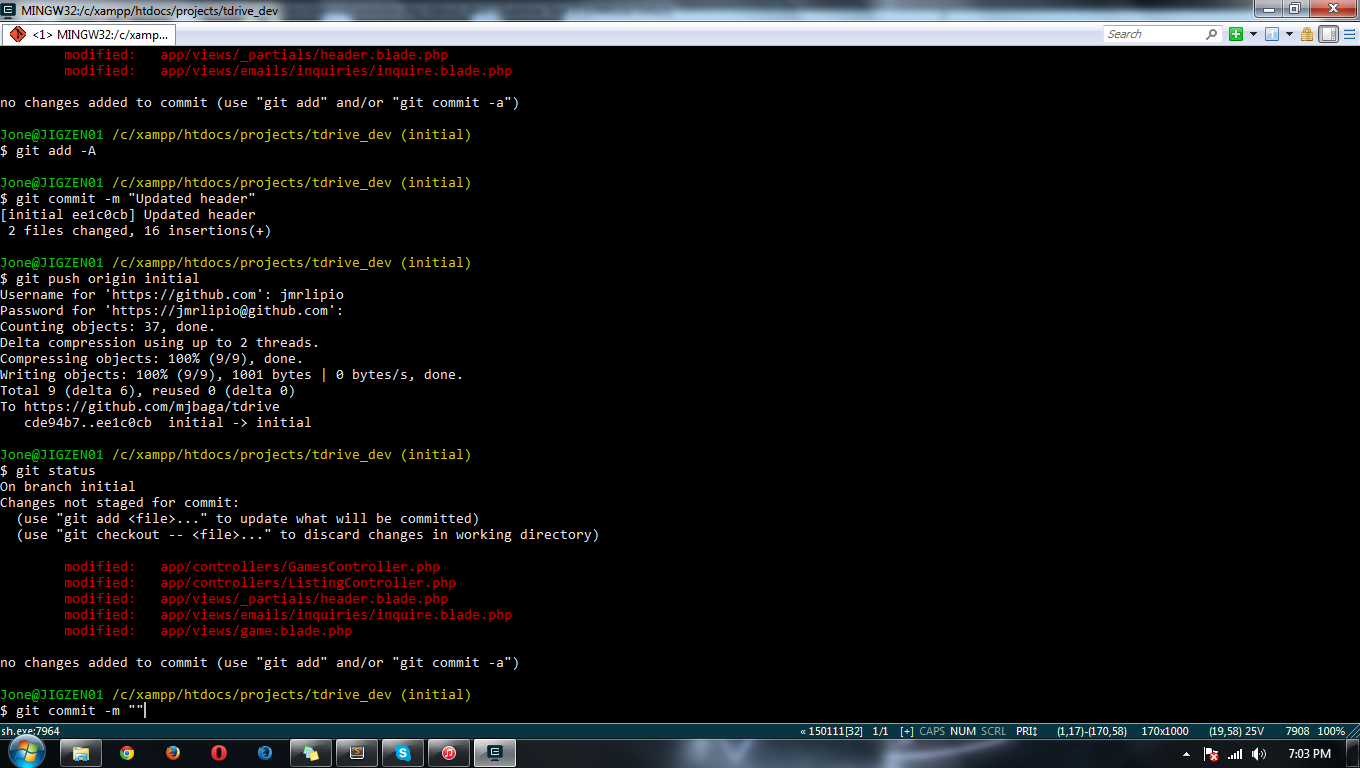 MINGW32:/c/xampp/htdocs/projects/tdrive_dev
<1> MINGW32:/c/xamp...
Search
modified:   app/views/_partials/header.blade.php
modified:   app/views/emails/inquiries/inquire.blade.php
no changes added to commit (use "git add" and/or "git commit -a")
Jone@JIGZEN01 /c/xampp/htdocs/projects/tdrive_dev (initial)
$ git add -A
Jone@JIGZEN01 /c/xampp/htdocs/projects/tdrive_dev (initial)
$ git commit -m "Updated header"
[initial ee1c0cb] Updated header
2 files changed, 16 insertions(+)
Jone@JIGZEN01 /c/xampp/htdocs/projects/tdrive_dev (initial)
$ git push origin initial
Username for 'https://github.com': jmrlipio
Password for 'https://jmrlipio@github.com':
Counting objects: 37, done.
Delta compression using up to 2 threads.
Compressing objects: 100% (9/9), done.
Writing objects: 100% (9/9), 1001 bytes | 0 bytes/s, done.
Total 9 (delta 6), reused 0 (delta 0)
To https://github.com/mjbaga/tdrive
cde94b7..ee1c0cb  initial -> initial
Jone@JIGZEN01 /c/xampp/htdocs/projects/tdrive_dev (initial)
$ git status
On branch initial
Changes not staged for commit:
(use "git add <file>..." to update what will be committed)
(use "git checkout -- <file>..." to discard changes in working directory)
modified:   app/controllers/GamesController.php
modified:   app/controllers/ListingController.php
modified:   app/views/_partials/header.blade.php
modified:   app/views/emails/inquiries/inquire.blade.php
modified:   app/views/game.blade.php
no changes added to commit (use "git add" and/or "git commit -a")
Jone@JIGZEN01 /c/xampp/htdocs/projects/tdrive_dev (initial)
$ git commit -m ""
sh.exe:7964 « 150111[32] 1/1 [+] CAPS NUM SCRL PRI‡ (1,17)-(170,58) 170x1000 (19,58) 25V 7908 100%
7:03 PM